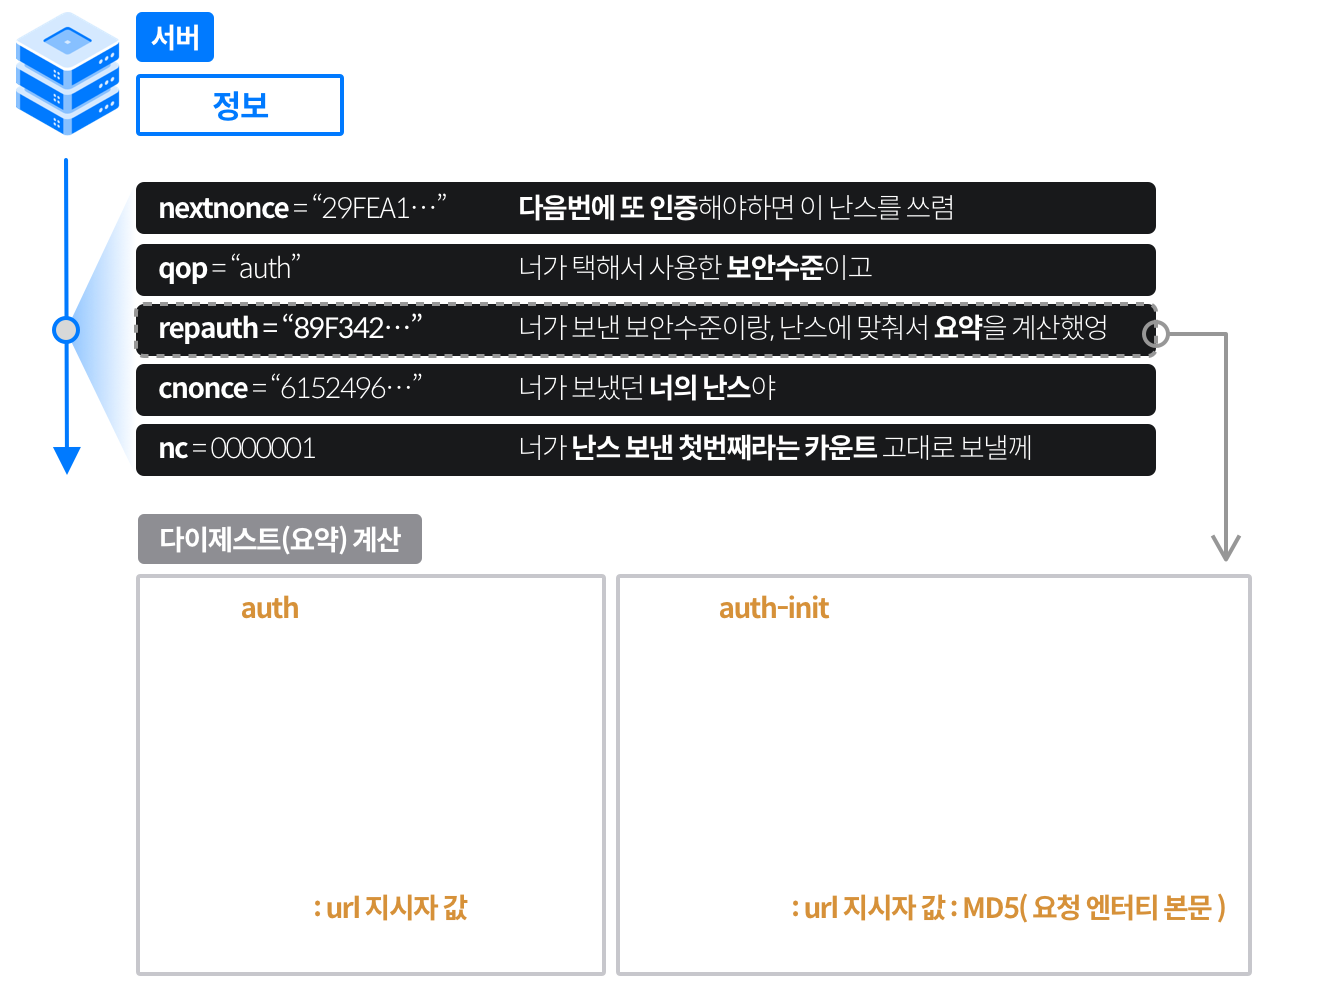 서버
정보
nextnonce = “29FEA1…” 다음번에 또 인증해야하면 이 난스를 쓰렴
qop = “auth” 너가 택해서 사용한 보안수준이고
repauth = “89F342…” 너가 보낸 보안수준이랑, 난스에 맞춰서 요약을 계산했엉
cnonce = “6152496…” 너가 보냈던 너의 난스야
nc = 0000001 너가 난스 보낸 첫번째라는 카운트 고대로 보낼께
다이제스트(요약) 계산
auth
: url 지시자 값
auth-init
: url 지시자 값 : MD5( 요청 엔터티 본문 )